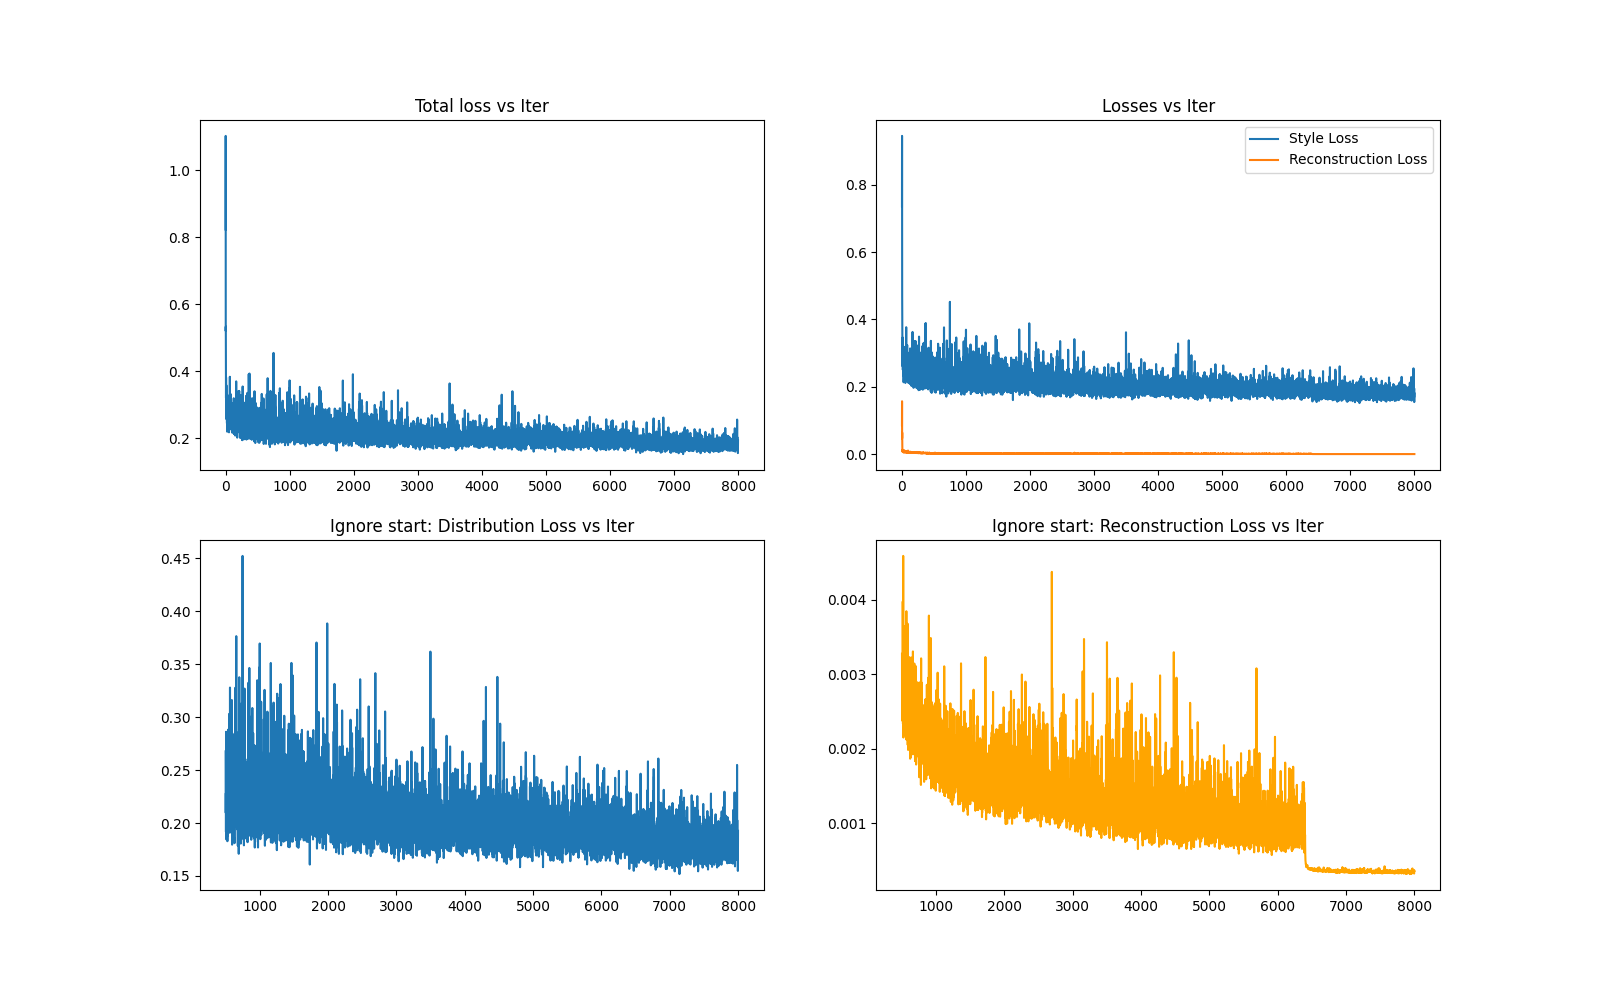 Total loss vs Iter
1.0
0.8
0.6
0.4
0.2
0 1000 2000 3000 4000 5000 6000 7000 8000
Losses vs Iter
Style Loss
Reconstruction Loss
0.8
0.6
0.4
0.2
0.0
0 1000 2000 3000 4000 5000 6000 7000 8000
Ignore start: Distribution Loss vs Iter
0.45
0.40
0.35
0.30
0.25
0.20
0.15
1000 2000 3000 4000 5000 6000 7000 8000
Ignore start: Reconstruction Loss vs Iter
0.004
0.003
0.002
0.001
1000 2000 3000 4000 5000 6000 7000 8000